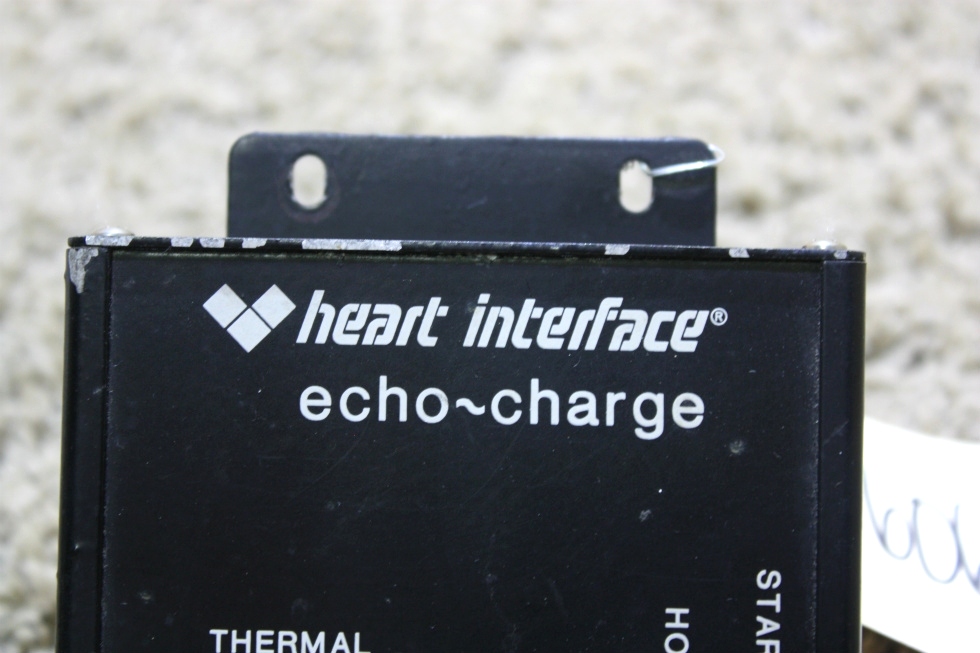 heart interface®
echo~charge
THERMAL